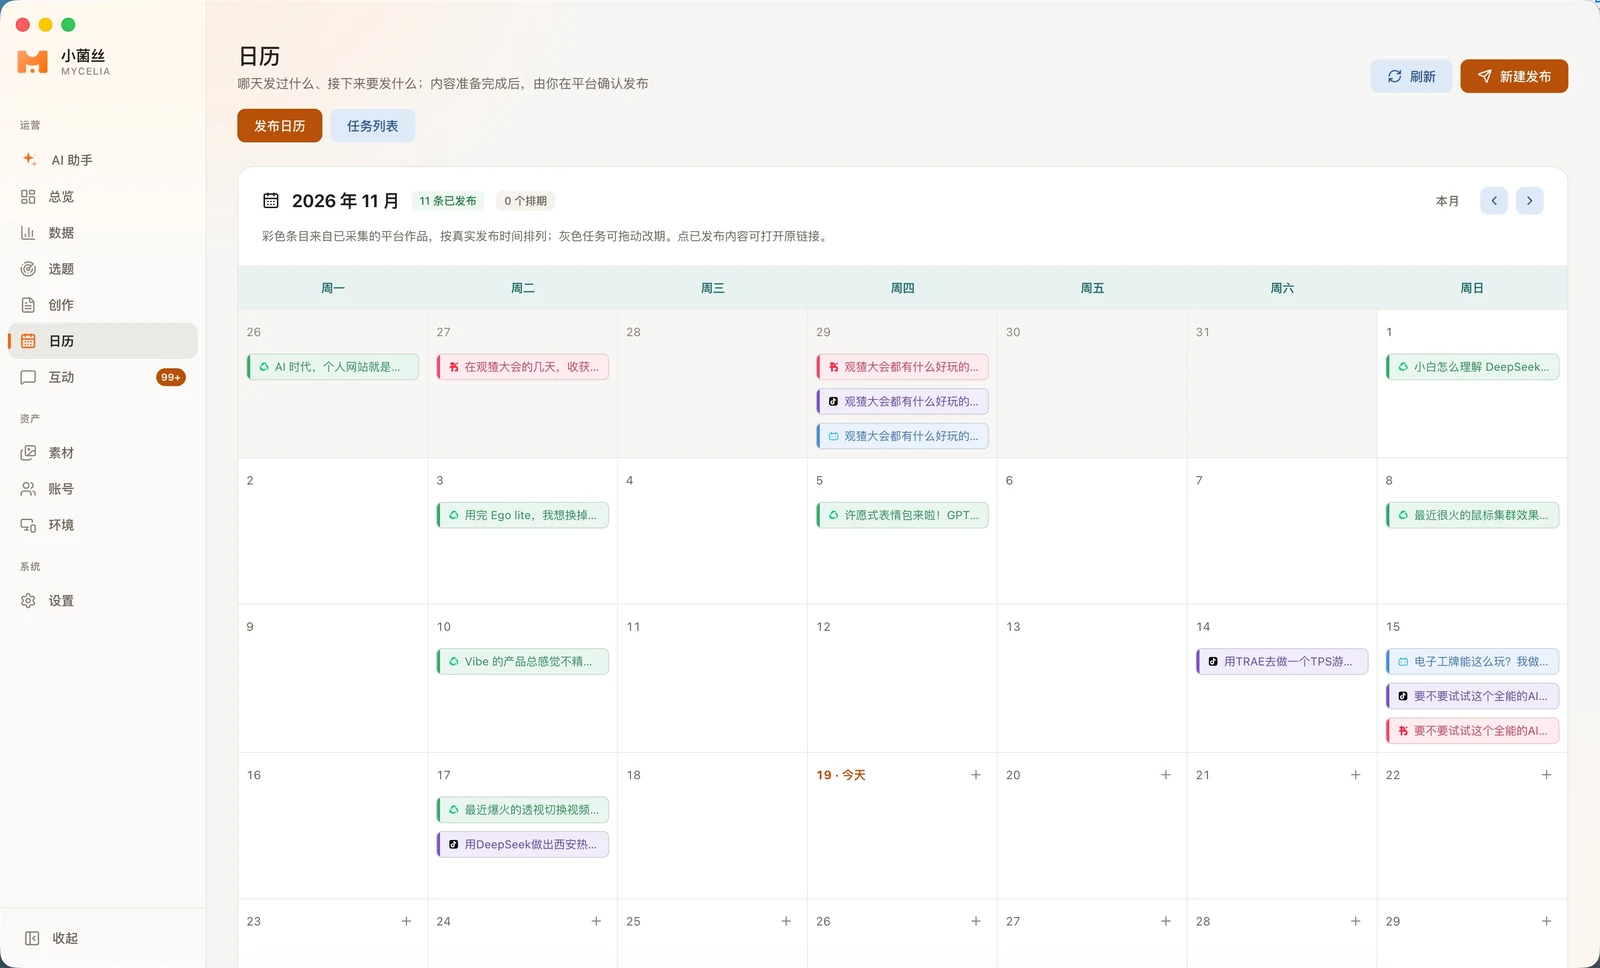 小菌丝
MYCELIA
运营
AI 助手
总览
数据
选题
创作
日历
互动
99+
资产
素材
账号
环境
系统
设置
收起
日历
哪天发过什么、接下来要发什么；内容准备完成后，由你在平台确认发布
刷新
新建发布
发布日历
任务列表
2026 年 11 月
11 条已发布
0 个排期
本月
彩色条目来自已采集的平台作品，按真实发布时间排列；灰色任务可拖动改期。点已发布内容可打开原链接。
周一
周二
周三
周四
周五
周六
周日
26
AI 时代，个人网站就是...
27
在观猹大会的几天，收获...
28
29
观猹大会都有什么好玩的...
观猹大会都有什么好玩的...
观猹大会都有什么好玩的...
30
31
1
小白怎么理解 DeepSeek...
2
3
用完 Ego lite，我想换掉...
4
5
许愿式表情包来啦！GPT...
6
7
8
最近很火的鼠标集群效果...
9
10
Vibe 的产品总感觉不精...
11
12
13
14
用TRAE去做一个TPS游...
15
电子工牌能这么玩？我做...
要不要试试这个全能的AI...
要不要试试这个全能的AI...
16
17
最近爆火的透视切换视频...
用DeepSeek做出西安热...
18
19 · 今天
20
21
22
23
24
25
26
27
28
29